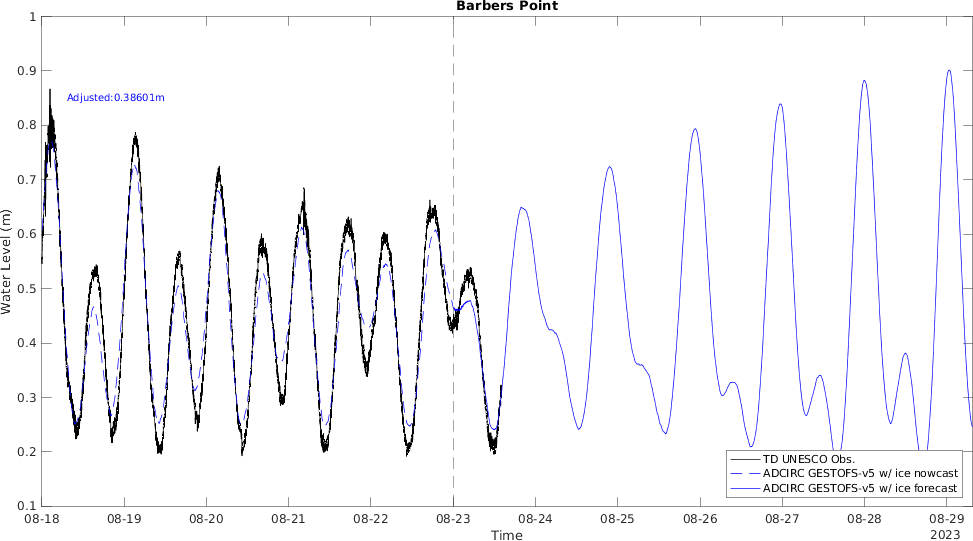 Barbers Point
1
0.9
0.8
0.7
0.6
0.5
0.4
0.3
0.2
0.1
Water Level (m)
Adjusted:0.38601m
TD UNESCO Obs.
ADCIRC GESTOFS-v5 w/ ice nowcast
ADCIRC GESTOFS-v5 w/ ice forecast
08-18 08-19 08-20 08-21 08-22 08-23 08-24 08-25 08-26 08-27 08-28 08-29
2023
Time